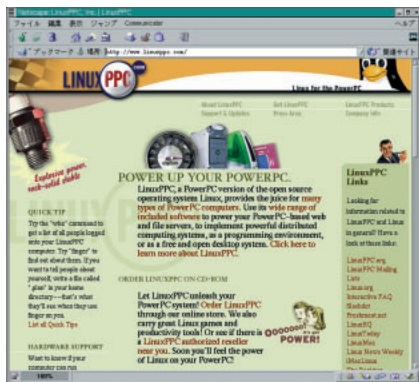 Netscape: LinuxPPC, Inc. | LinuxPPC
ファイル 編集 表示 ジャンプ Communicator ヘルプ
ブックマーク 場所 http://www.linuxppc.com/ 関連サイト
LINUX PPC .com
Linux for the PowerPC
About LinuxPPC Get LinuxPPC LinuxPPC Products
Support & Updates Press Area Company Info
Explosive power,
rock-solid stable
POWER UP YOUR POWERPC.
LinuxPPC, a PowerPC version of the open source
operating system Linux, provides the juice for many
types of PowerPC computers. Use its wide range of
included software to power your PowerPC-based web
and file servers, to implement powerful distributed
computing systems, as a programming environment,
or as a free and open desktop system. Click here to
learn more about LinuxPPC.
QUICK TIP
Try the "who" command to
get a list of all people logged
onto your LinuxPPC
computer. Try "finger" to
find out about them. If you
want to tell people about
yourself, write a file called
".plan" in your home
directory--that's what
they'll see when they use
finger on you.
List all Quick Tips
HARDWARE SUPPORT
Want to know if your
computer can run
ORDER LINUXPPC ON CD-ROM
Let LinuxPPC unleash your
PowerPC system! Order LinuxPPC
through our online store. We also
carry great Linux games and
productivity tools! Or see if there is
a LinuxPPC authorized reseller
near you. Soon you'll feel the power
of Linux on your PowerPC!
POWER!
LinuxPPC
Links
Looking for
information related to
LinuxPPC and Linux
in general? Have a
look at these links:
LinuxPPC.org
LinuxPPC Mailing
Lists
Linux.org
Interactive FAQ
Slashdot
Freshmeat.net
LinuxHQ
LinuxToday
Linux News Weekly
100%